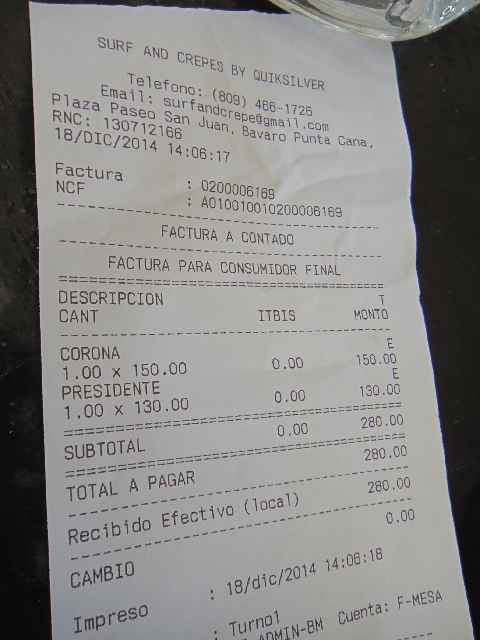 SURF AND CREPES BY QUIKSILVER
Telefono: (809) 466-1726
Email: surfandcrepe@gmail.com
Plaza Paseo San Juan, Bavaro Punta Cana,
RNC: 130712166
18/DIC/2014 14:06:17
Factura : 0200006169
NCF : A010010010200006169
FACTURA A CONTADO
FACTURA PARA CONSUMIDOR FINAL
DESCRIPCION T
CANT ITBIS MONTO
CORONA E
1.00 x 150.00 0.00 150.00
PRESIDENTE E
1.00 x 130.00 0.00 130.00
SUBTOTAL 0.00 280.00
TOTAL A PAGAR 280.00
Recibido Efectivo (local) 280.00
CAMBIO 0.00
Impreso : 18/dic/2014 14:06:18
: Turno1
ADMIN-BM Cuenta: F-MESA